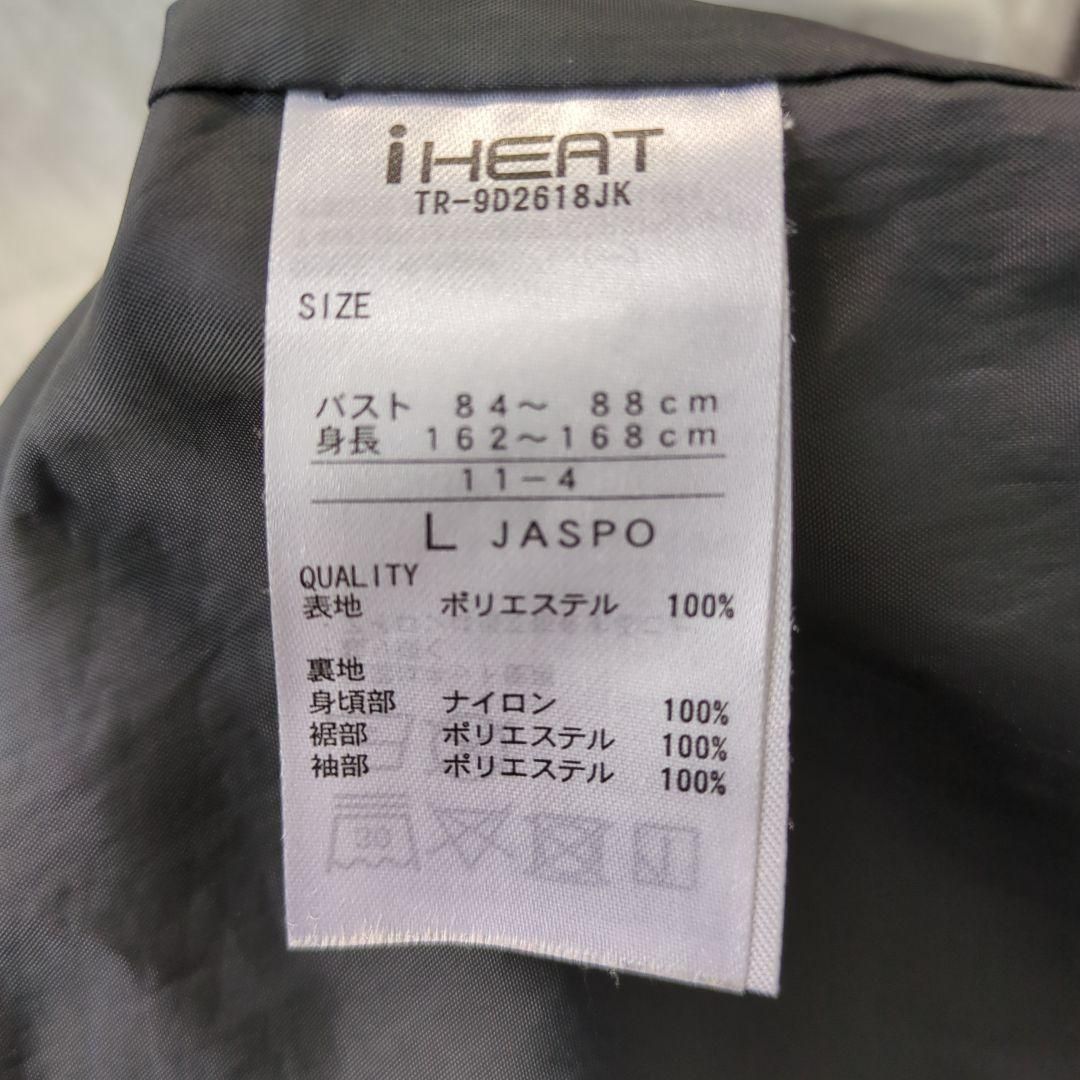 iHEAT
TR-9D2618JK
SIZE
バスト 84～ 88cm
身長 162～168cm
11-4
L JASPO
QUALITY
表地 ポリエステル 100%
裏地
身頃部 ナイロン 100%
裾部 ポリエステル 100%
袖部 ポリエステル 100%